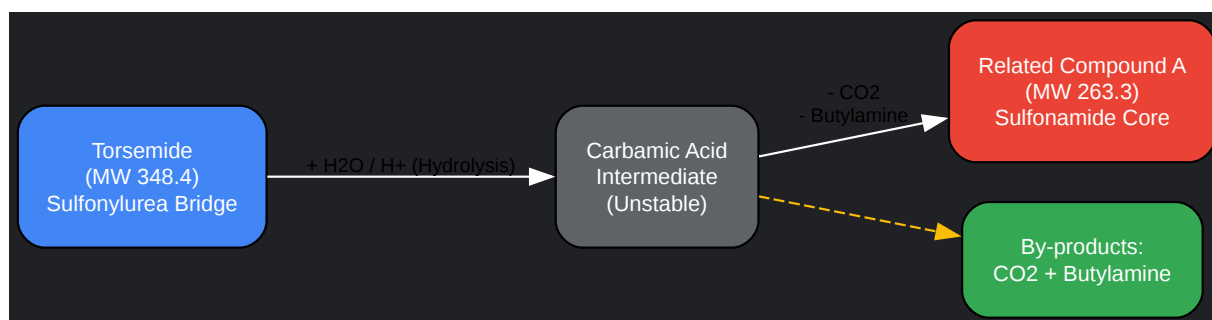 Torsemide
(MW 348.4)
Sulfonylurea Bridge
+ H2O / H+ (Hydrolysis)
Carbamic Acid
Intermediate
(Unstable)
- CO2
- Butylamine
Related Compound A
(MW 263.3)
Sulfonamide Core
By-products:
CO2 + Butylamine